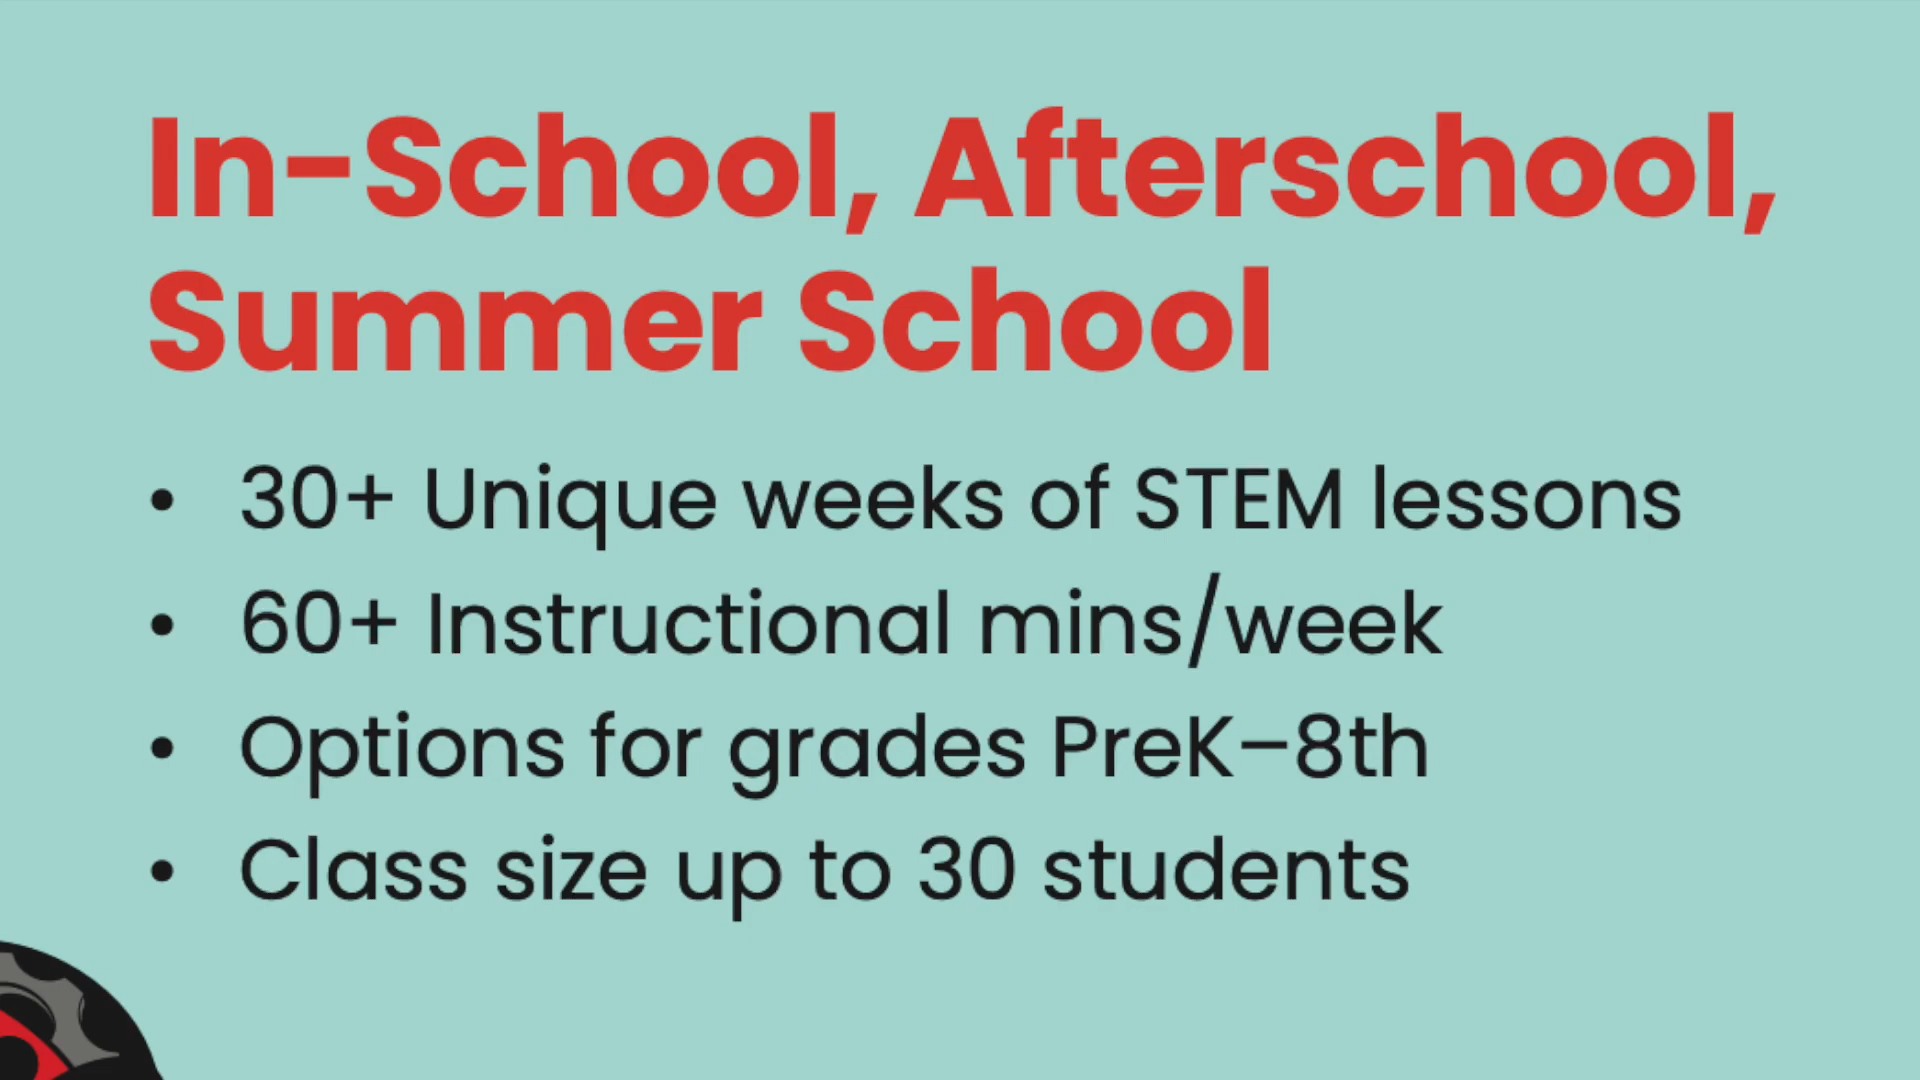 In-School, Afterschool,
Summer School
• 30+ Unique weeks of STEM lessons
• 60+ Instructional mins/week
• Options for grades PreK–8th
• Class size up to 30 students